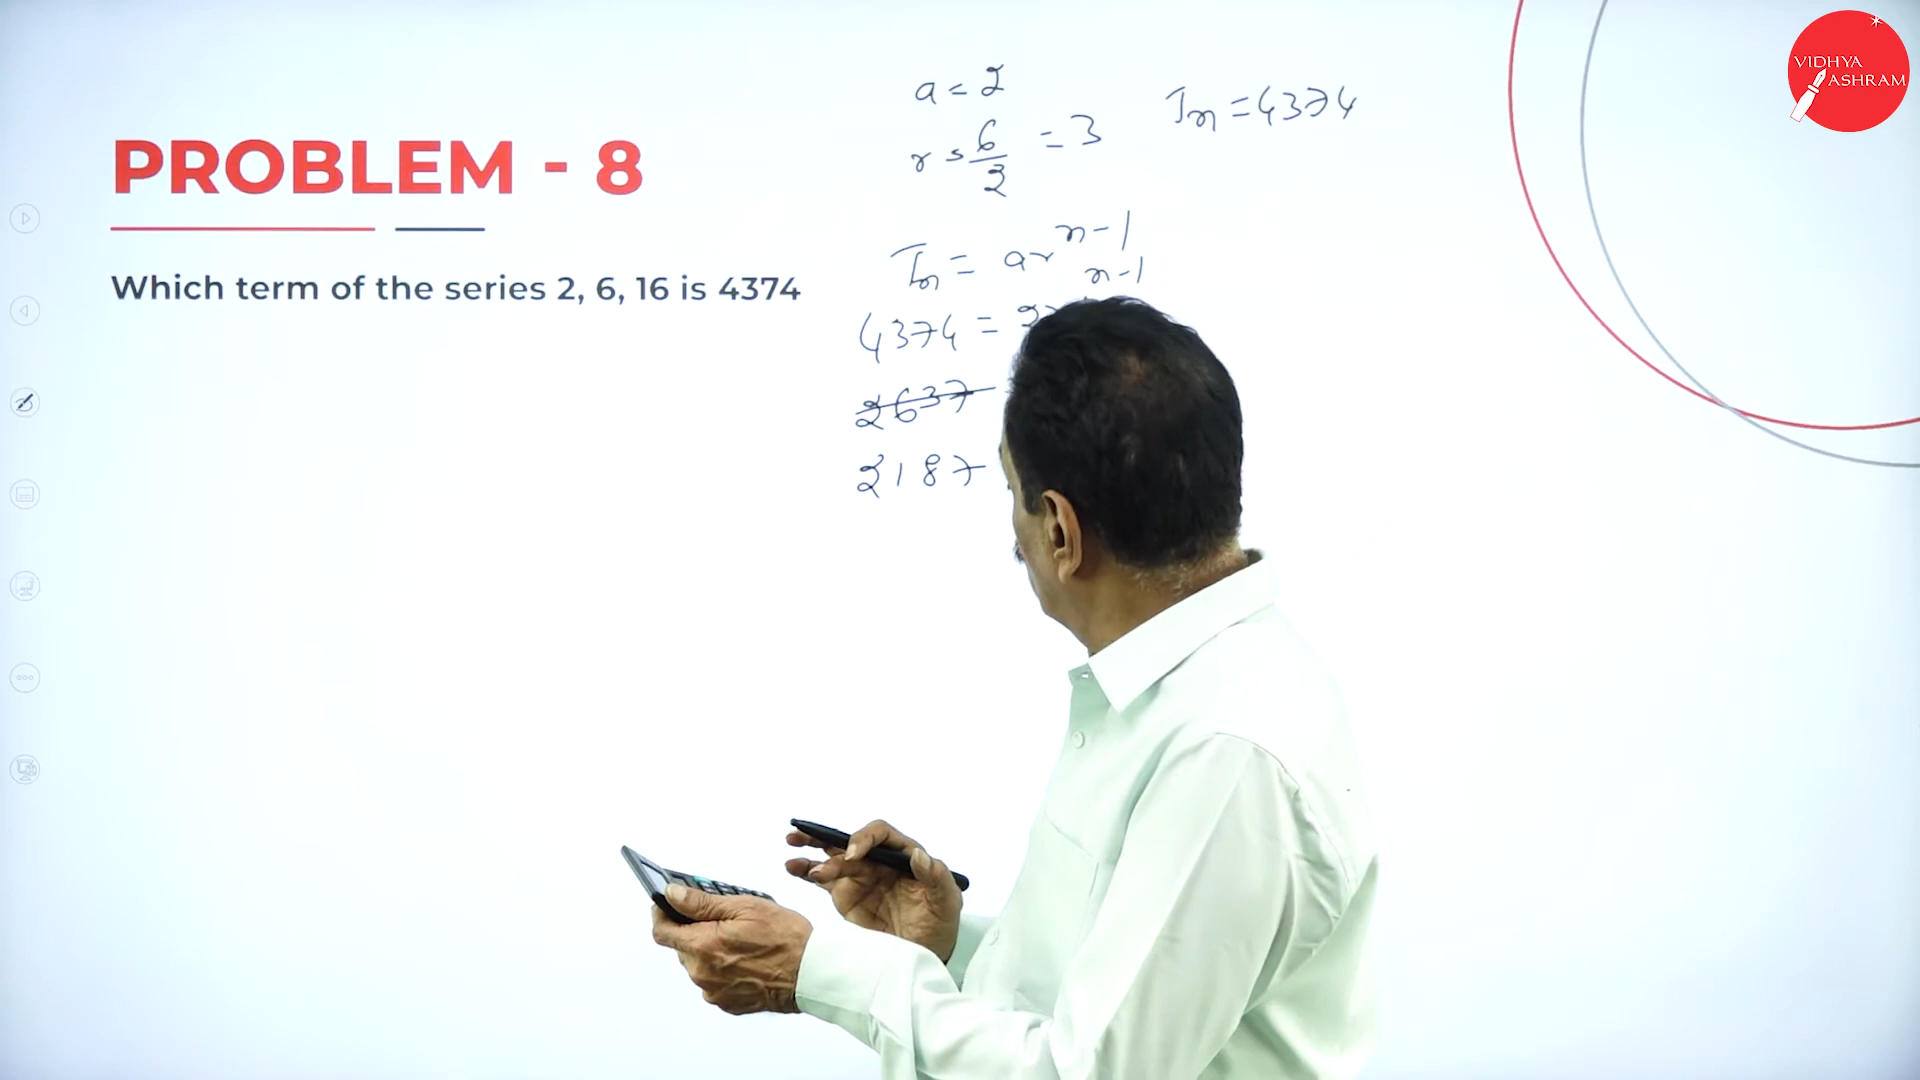 VIDHYA
ASHRAM
PROBLEM - 8
Which term of the series 2, 6, 16 is 4374
a = 2
r = 6/2 = 3
Tn = 4374
Tn = ar^n-1
n-1
4374 = 2
2637
2187